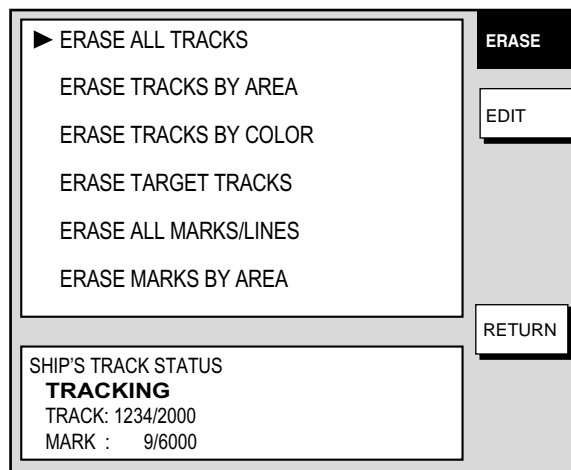 ERASE ALL TRACKS
ERASE TRACKS BY AREA
ERASE TRACKS BY COLOR
ERASE TARGET TRACKS
ERASE ALL MARKS/LINES
ERASE MARKS BY AREA
SHIP'S TRACK STATUS
TRACKING
TRACK: 1234/2000
MARK : 9/6000
ERASE
EDIT
RETURN